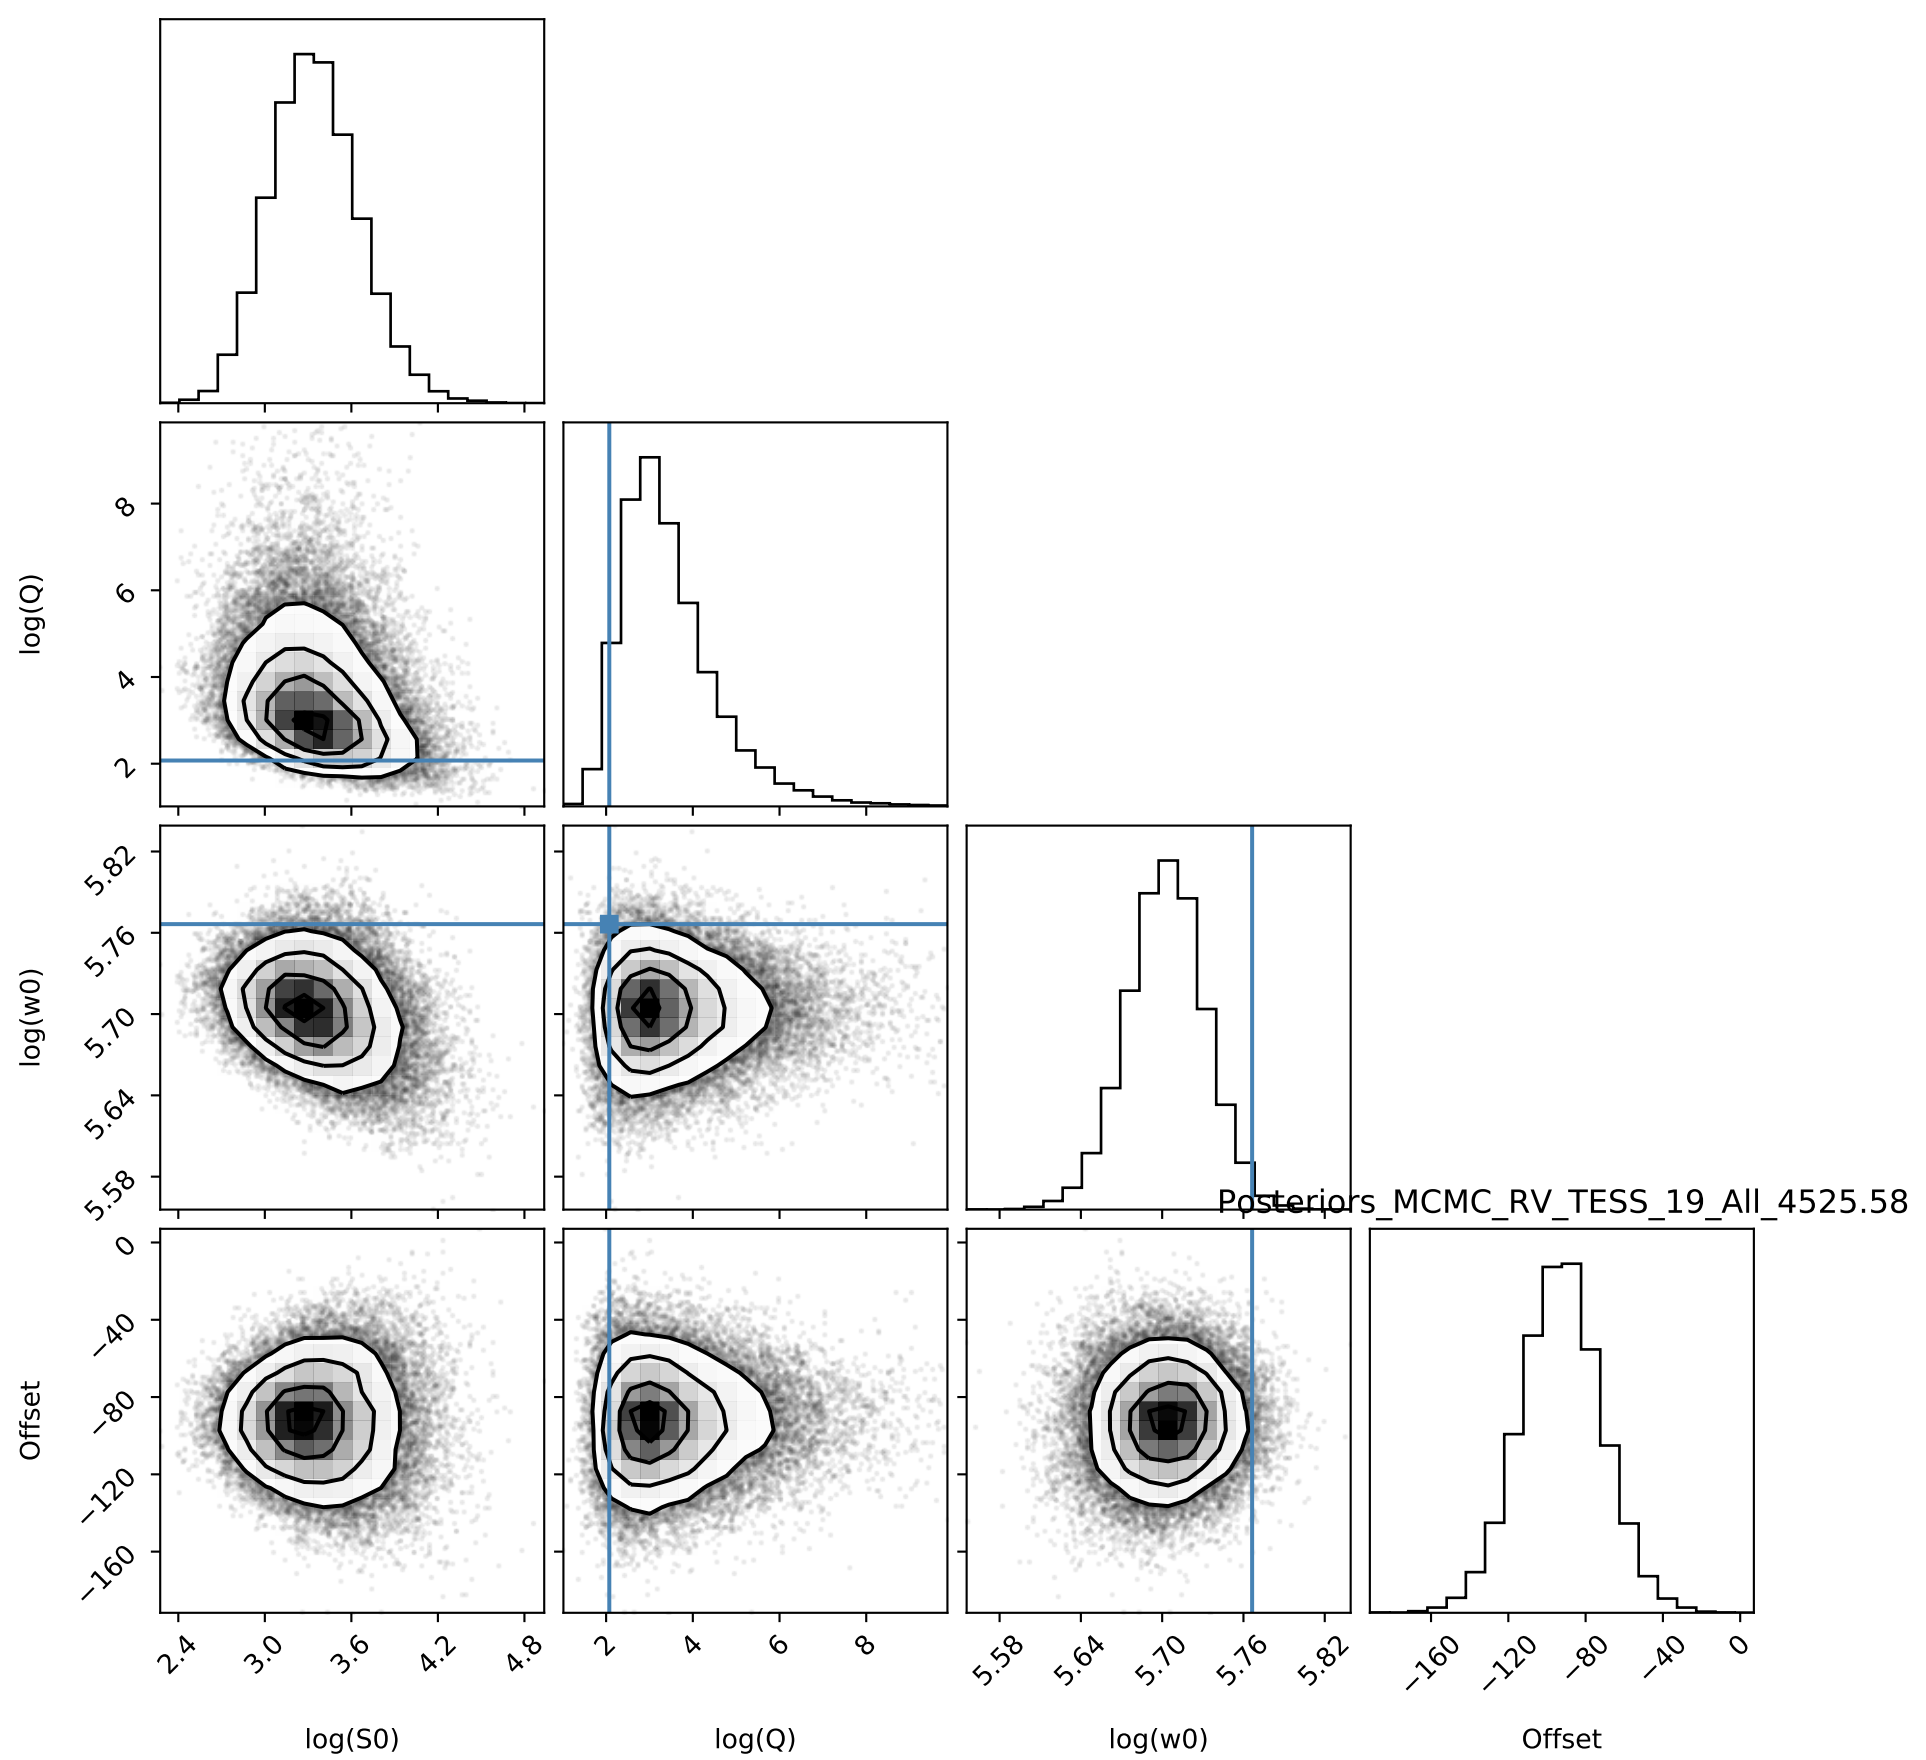 log(Q)
8
6
4
2
log(w0)
5.82
5.76
5.70
5.64
5.58
Posteriors_MCMC_RV_TESS_19_All_4525.58
Offset
0
−40
−80
−120
−160
2.4 3.0 3.6 4.2 4.8
2 4 6 8
5.58 5.64 5.70 5.76 5.82
−160 −120 −80 −40 0
log(S0) log(Q) log(w0) Offset